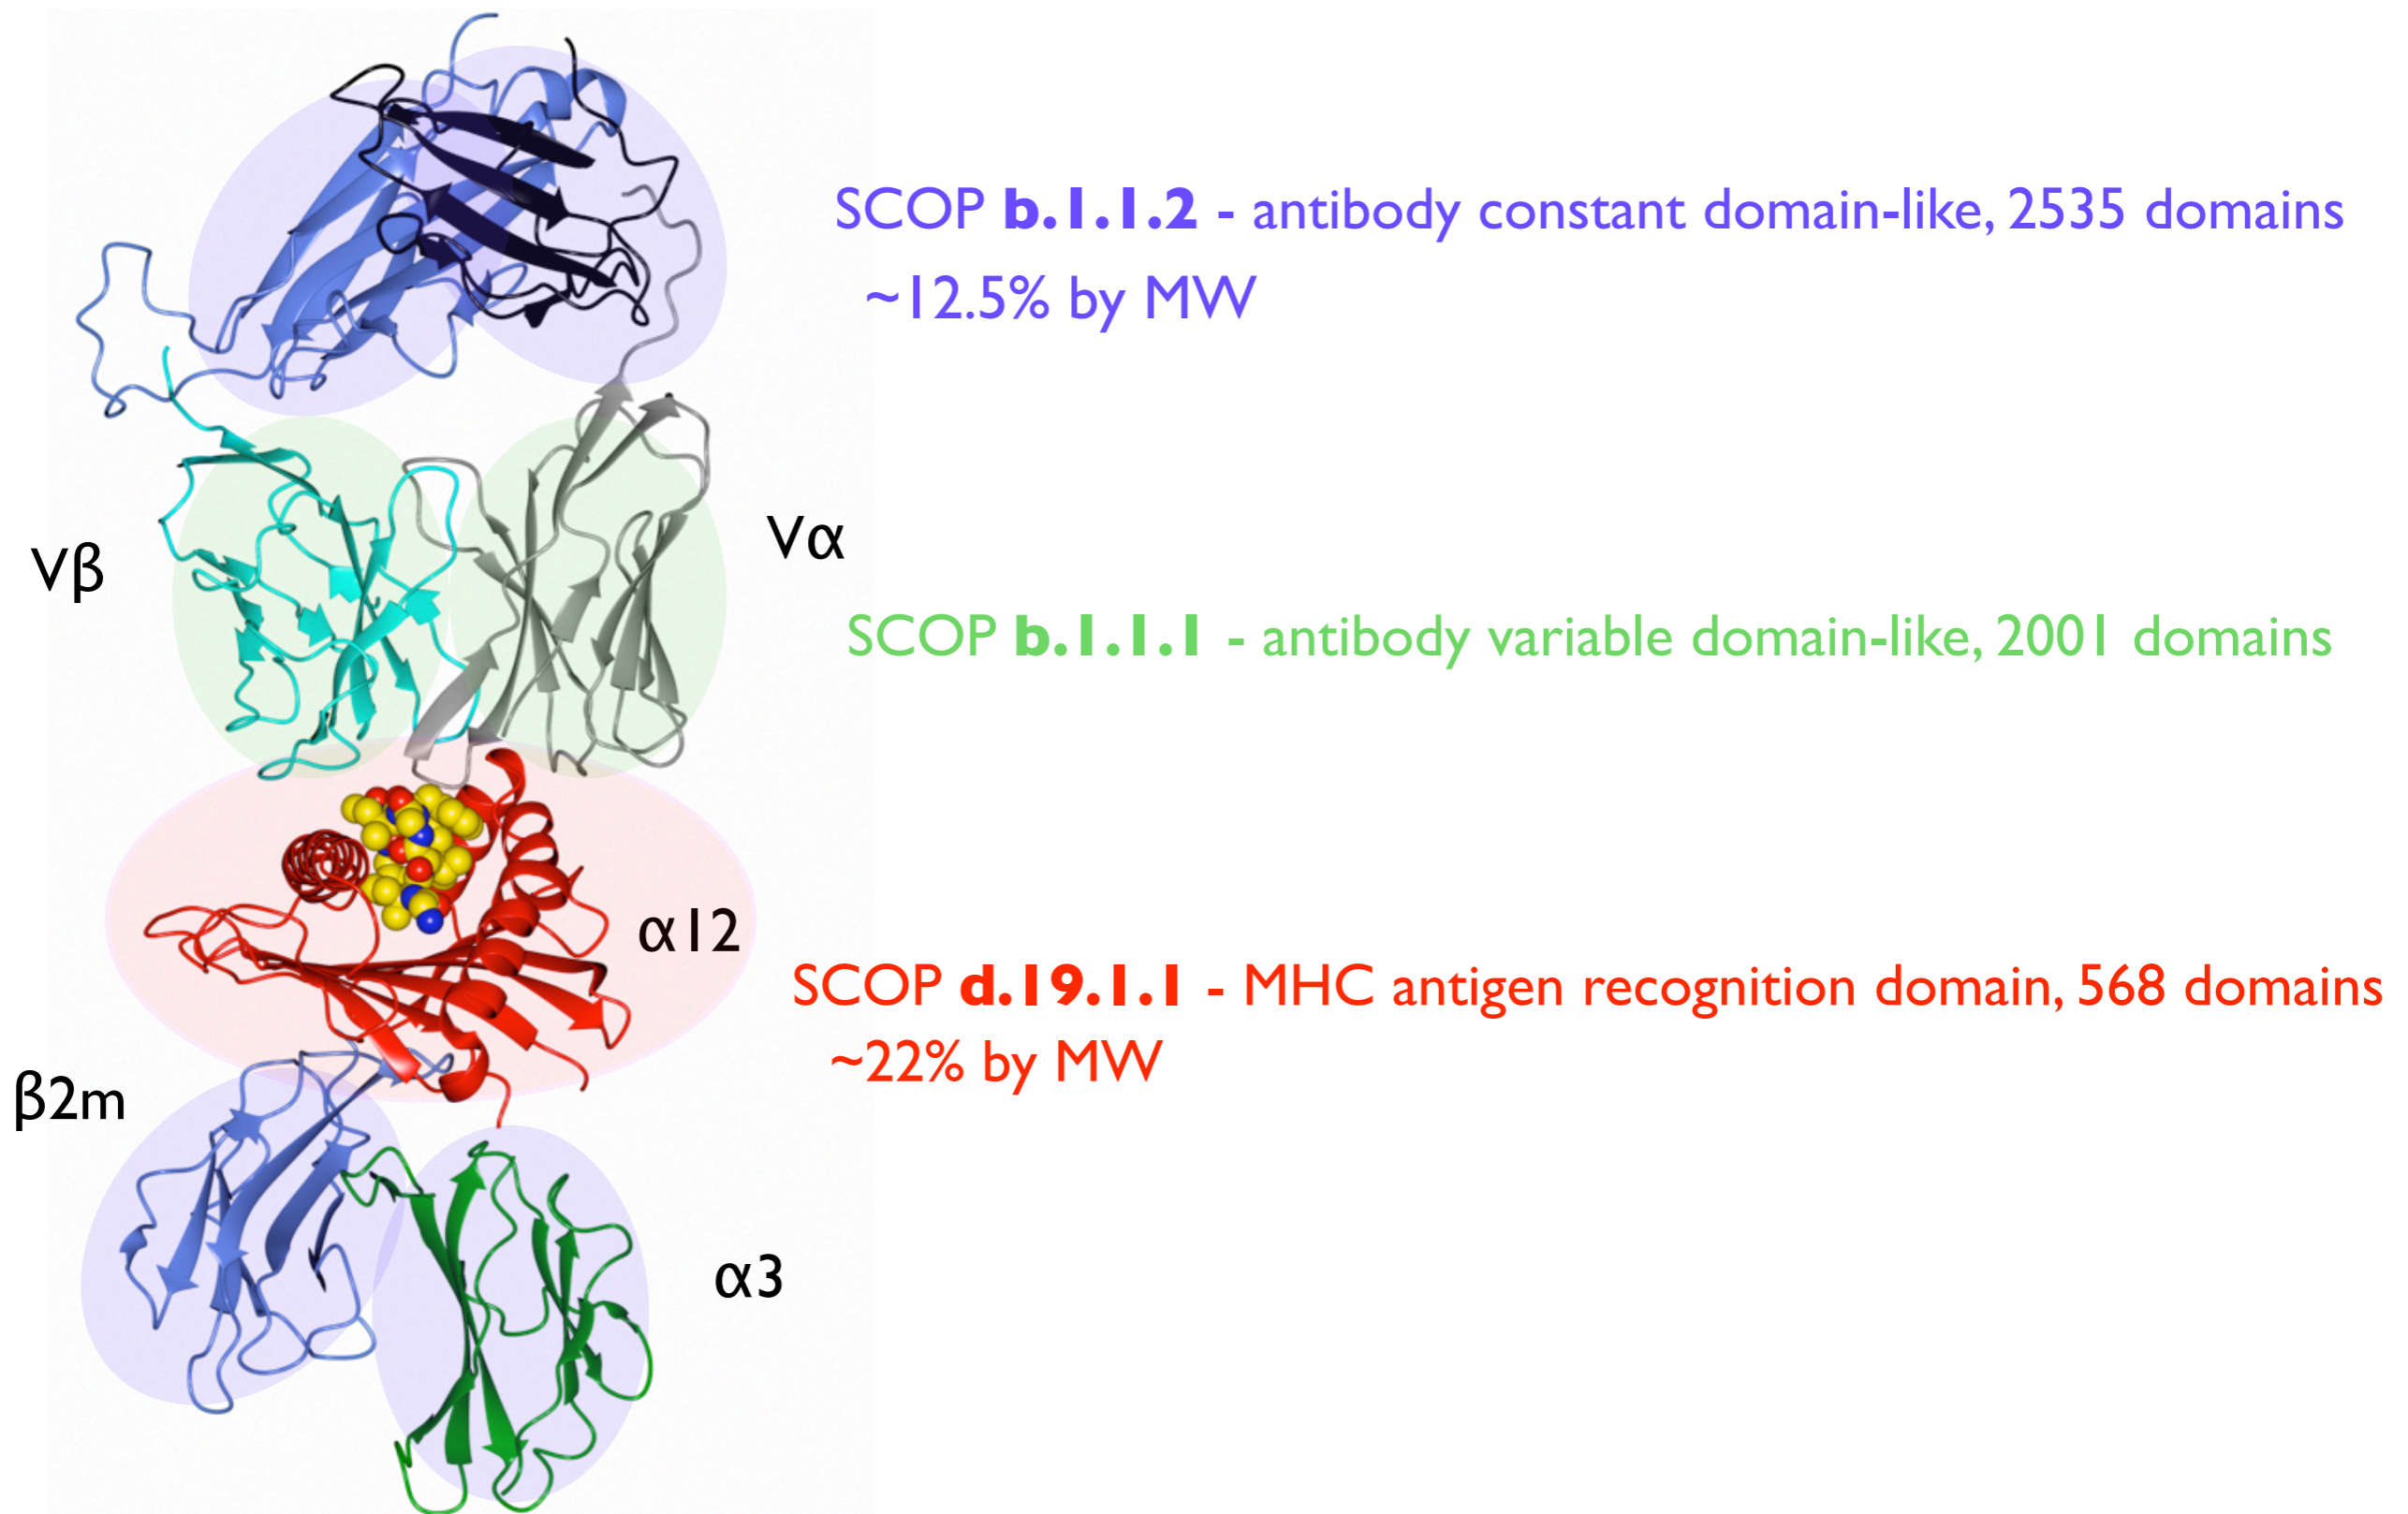 SCOP b.1.1.2 - antibody constant domain-like, 2535 domains
~12.5% by MW
Vα
Vβ
SCOP b.1.1.1 - antibody variable domain-like, 2001 domains
α12
SCOP d.19.1.1 - MHC antigen recognition domain, 568 domains
~22% by MW
β2m
α3